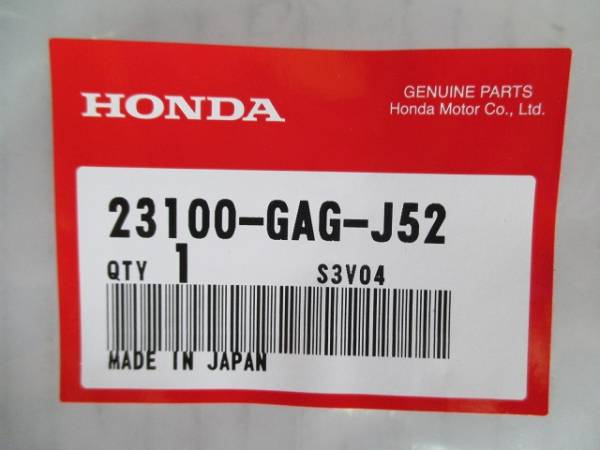 HONDA
GENUINE PARTS
Honda Motor Co., Ltd.
23100-GAG-J52
QTY 1 S3V04
MADE IN JAPAN